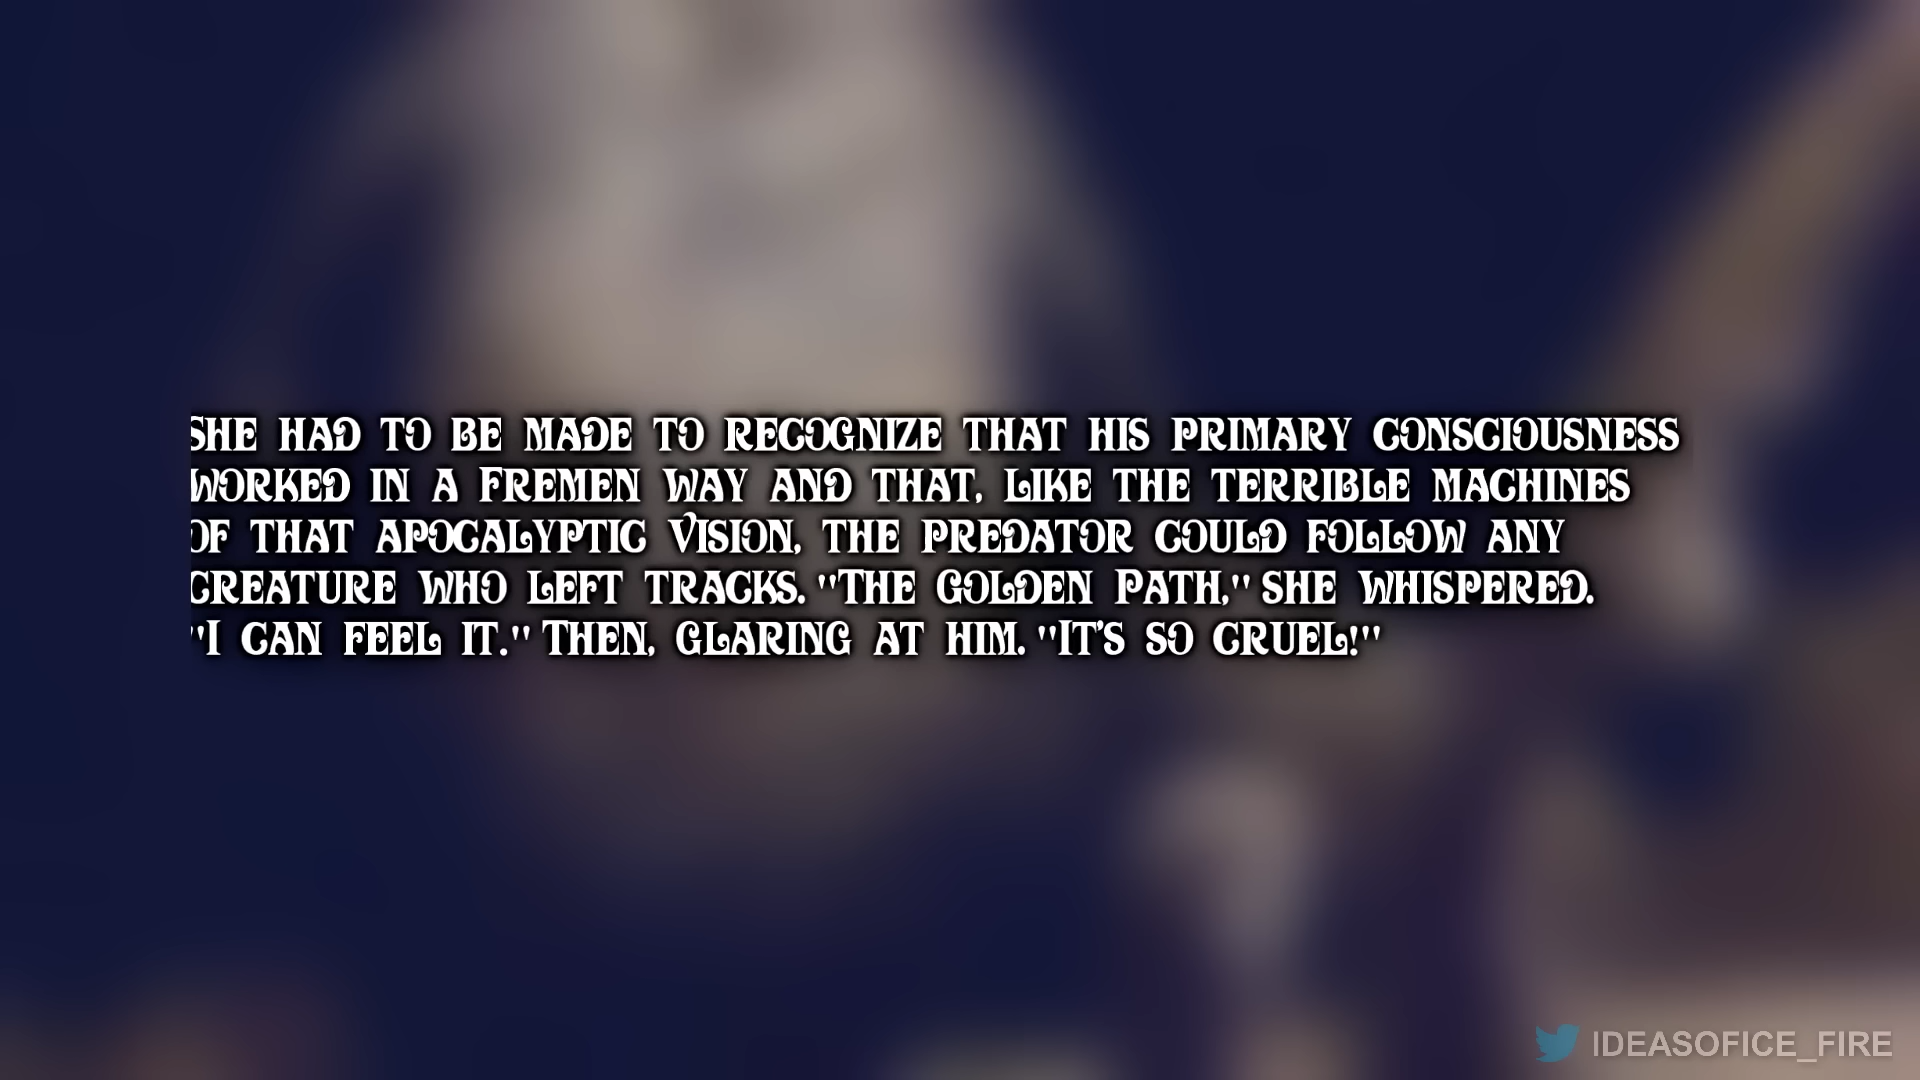 She had to be made to recognize that his primary consciousness
worked in a Fremen way and that, like the terrible machines
of that apocalyptic vision, the predator could follow any
creature who left tracks. "The Golden Path," she whispered.
"I can feel it." Then, glaring at him. "It's so cruel!"
IDEASOFICE_FIRE